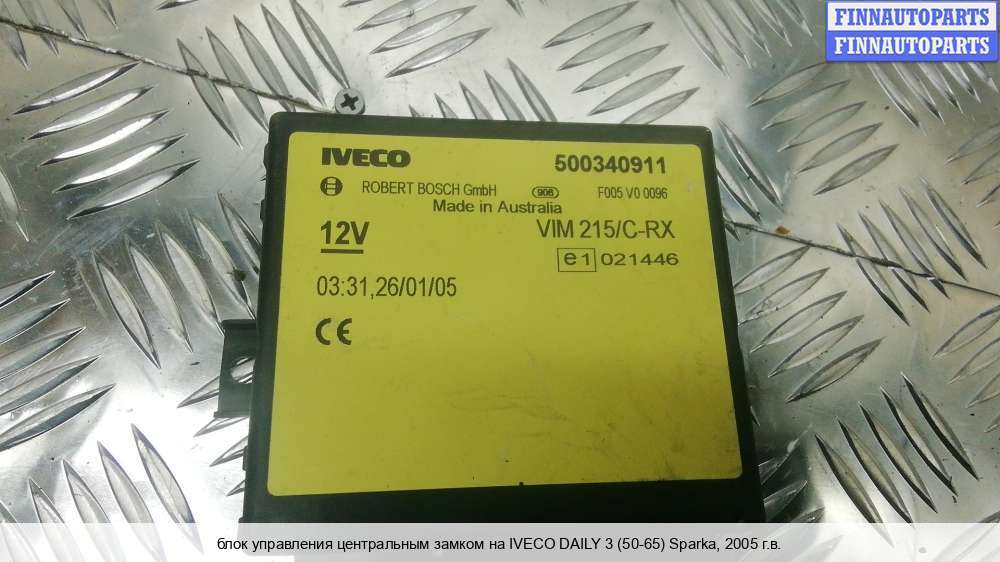 FINNAUTOPARTS
FINNAUTOPARTS
IVECO 500340911
ROBERT BOSCH GmbH 906 F005 V0 0096
Made in Australia
12V VIM 215/C-RX
e1 021446
03:31,26/01/05
CE
блок управления центральным замком на IVECO DAILY 3 (50-65) Sparka, 2005 г.в.